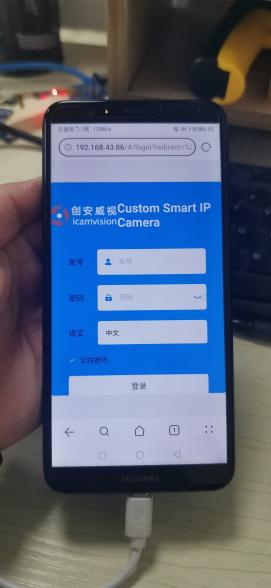 192.168.43.86/#/login?redirect=%
创安威视
icamvision
Custom Smart IP
Camera
账号
账号
密码
密码
语言
中文
记住密码
登录
1
HUAWEI